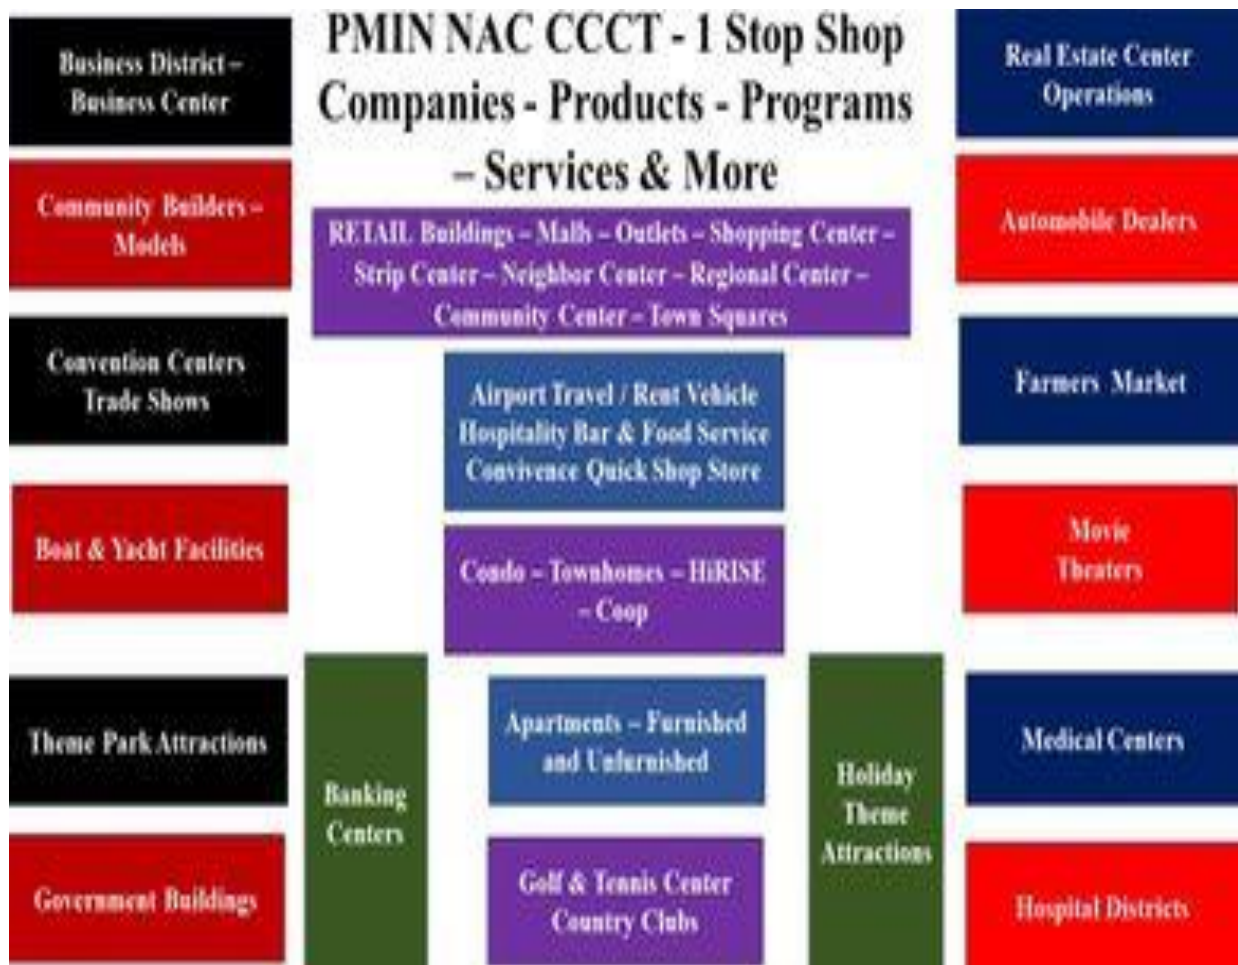 PMIN NAC CCCT - 1 Stop Shop
Companies - Products - Programs
– Services & More
Business District –
Business Center
Community Builders –
Models
Convention Centers
Trade Shows
Boat & Yacht Facilities
Theme Park Attractions
Government Buildings
RETAIL Buildings – Malls – Outlets – Shopping Center –
Strip Center – Neighbor Center – Regional Center –
Community Center – Town Squares
Airport Travel / Rent Vehicle
Hospitality Bar & Food Service
Convivence Quick Shop Store
Condo – Townhomes – HiRISE
– Coop
Banking
Centers
Apartments – Furnished
and Unfurnished
Golf & Tennis Center
Country Clubs
Holiday
Theme
Attractions
Real Estate Center
Operations
Automobile Dealers
Farmers Market
Movie
Theaters
Medical Centers
Hospital Districts